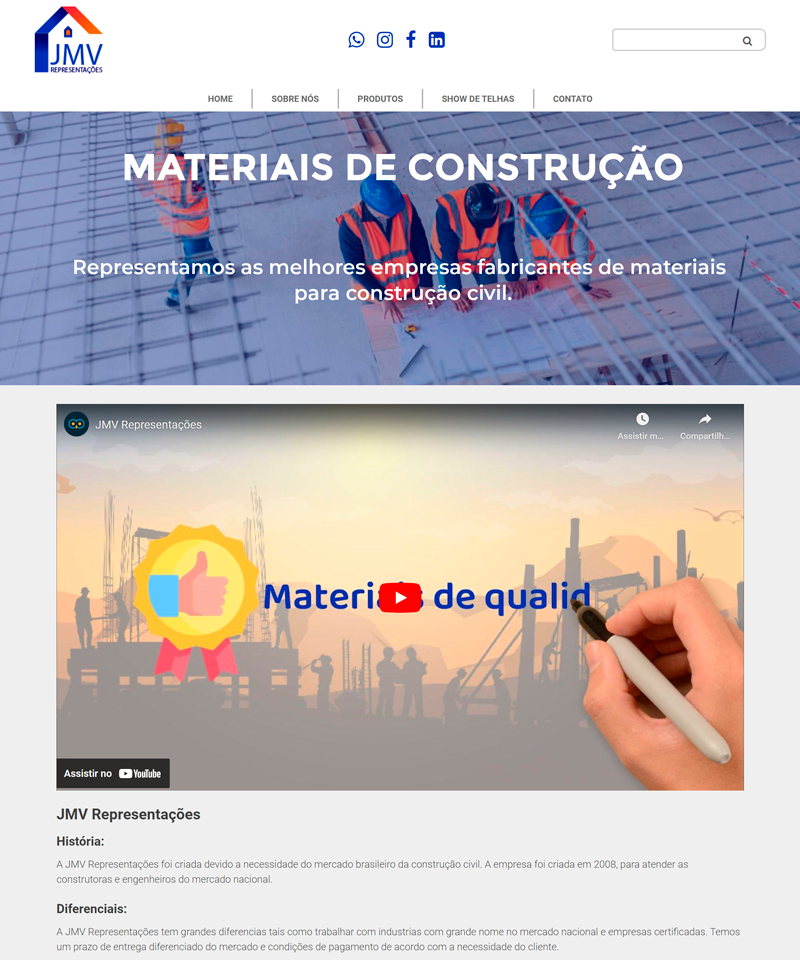 JMV
REPRESENTAÇÕES
HOME
SOBRE NÓS
PRODUTOS
SHOW DE TELHAS
CONTATO
MATERIAIS DE CONSTRUÇÃO
Representamos as melhores empresas fabricantes de materiais
para construção civil.
JMV Representações
Assistir m...
Compartilh...
Materiais de qualid
Assistir no YouTube
JMV Representações
História:
A JMV Representações foi criada devido a necessidade do mercado brasileiro da construção civil. A empresa foi criada em 2008, para atender as
construtoras e engenheiros do mercado nacional.
Diferenciais:
A JMV Representações tem grandes diferencias tais como trabalhar com industrias com grande nome no mercado nacional e empresas certificadas. Temos
um prazo de entrega diferenciado do mercado e condições de pagamento de acordo com a necessidade do cliente.